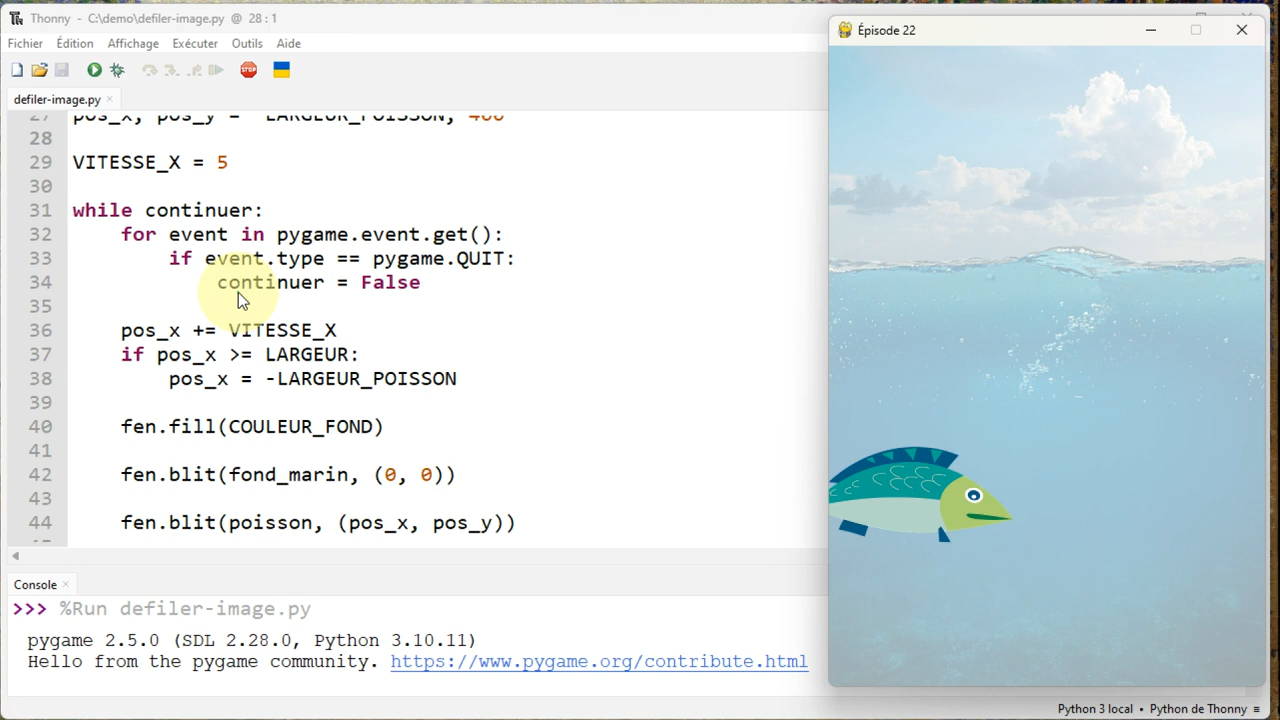 Thonny - C:\demo\defiler-image.py @ 28 : 1
Fichier Édition Affichage Exécuter Outils Aide
STOP
defiler-image.py ×
28
29 VITESSE_X = 5
30
31 while continuer:
32 for event in pygame.event.get():
33 if event.type == pygame.QUIT:
34 continuer = False
35
36 pos_x += VITESSE_X
37 if pos_x >= LARGEUR:
38 pos_x = -LARGEUR_POISSON
39
40 fen.fill(COULEUR_FOND)
41
42 fen.blit(fond_marin, (0, 0))
43
44 fen.blit(poisson, (pos_x, pos_y))
Console ×
>>> %Run defiler-image.py
pygame 2.5.0 (SDL 2.28.0, Python 3.10.11)
Hello from the pygame community. https://www.pygame.org/contribute.html
Épisode 22
Python 3 local • Python de Thonny ≡